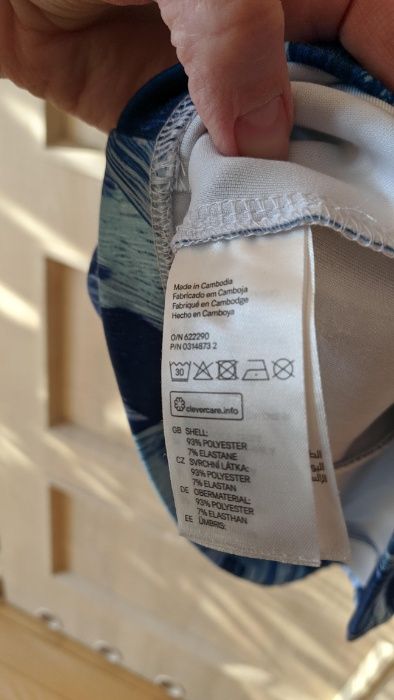 Made in Cambodia
Fabricado em Camboja
Fabriqué en Cambodge
Hecho en Camboya
O/N 622290
P/N 0314873 2
30
clevercare.info
GB SHELL:
93% POLYESTER
7% ELASTANE
CZ SVRCHNÍ LÁTKA:
93% POLYESTER
7% ELASTAN
DE OBERMATERIAL:
93% POLYESTER
7% ELASTHAN
EE ÜMBRIS: